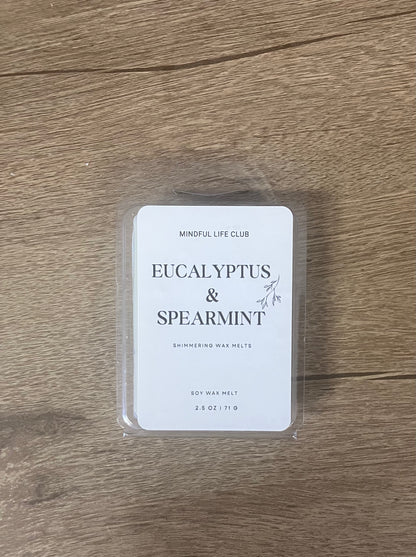 MINDFUL LIFE CLUB
EUCALYPTUS
&
SPEARMINT
SHIMMERING WAX MELTS
SOY WAX MELT
2.5 OZ | 71 G